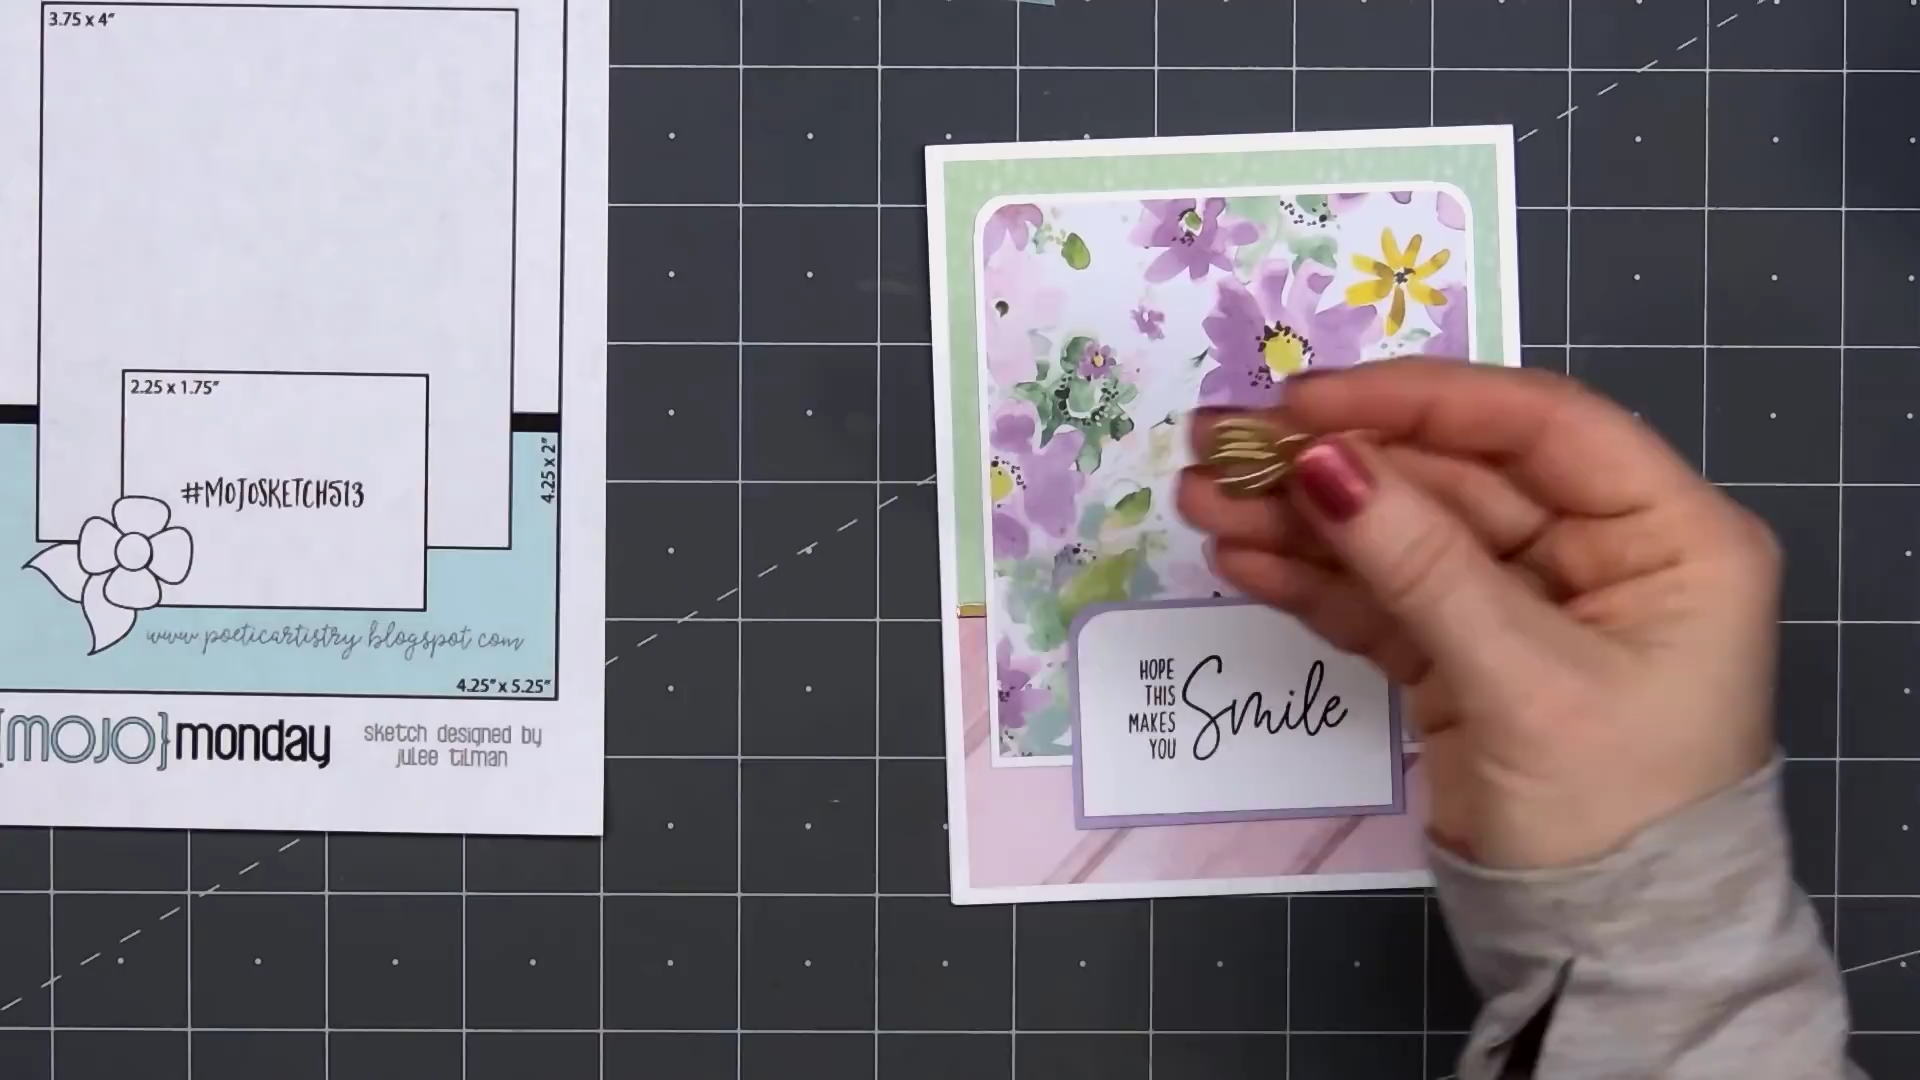 3.75 x 4"
2.25 x 1.75"
#MOJOSKETCH513
4.25 x 2"
www.poeticartistry.blogspot.com
4.25" x 5.25"
{MOJO}monday
sketch designed by
julee tilman
HOPE
THIS
MAKES
YOU
Smile